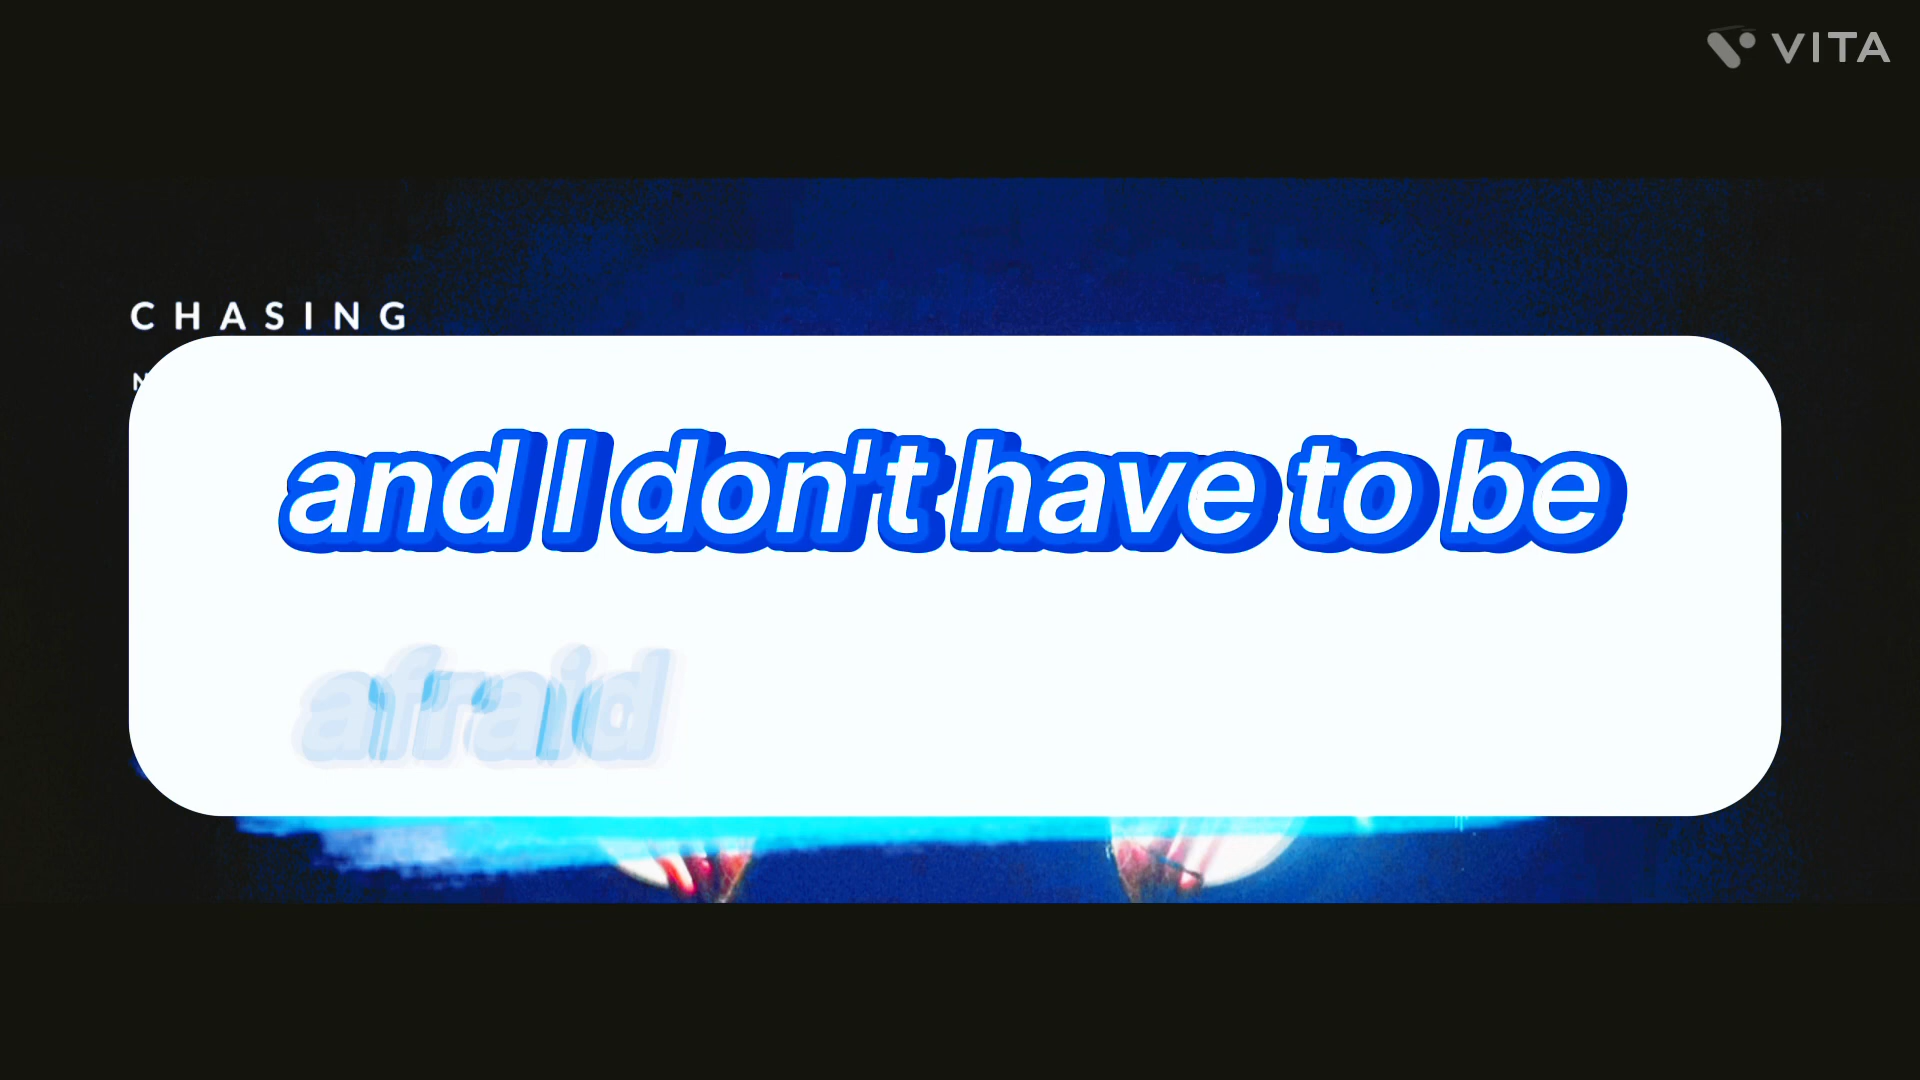 VITA
CHASING
and I don't have to be
afraid